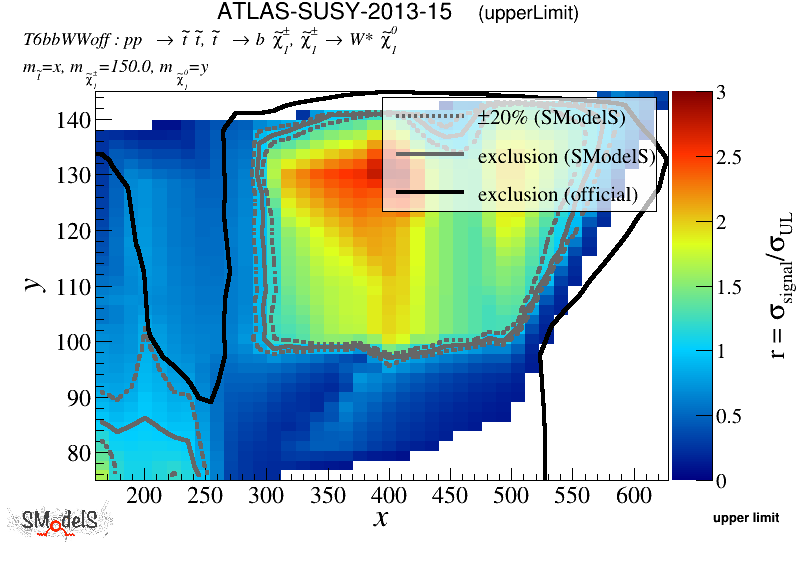 ATLAS-SUSY-2013-15 (upperLimit)
T6bbWWoff : pp → t̃ t̃, t̃ → b χ̃₁±, χ̃₁± → W* χ̃₁⁰
m_t̃=x, m_χ̃₁±=150.0, m_χ̃₁⁰=y
±20% (SModelS)
exclusion (SModelS)
exclusion (official)
140
130
120
110
100
90
80
y
200 250 300 350 400 450 500 550 600
x
3
2.5
2
1.5
1
0.5
0
r = σ_signal/σ_UL
SModelS
upper limit